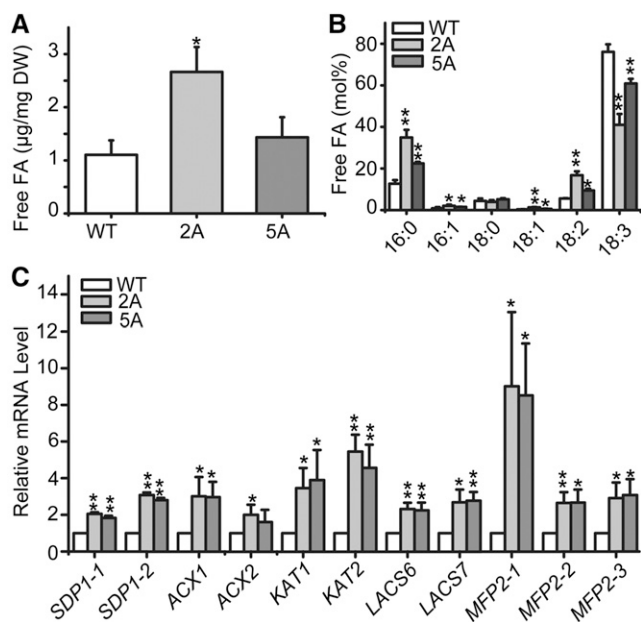 A
Free FA (µg/mg DW)
3
2
1
0
*
WT 2A 5A
B
WT
2A
5A
Free FA (mol%)
80
60
40
20
0
** ** * * ** * ** * ** **
16:0 16:1 18:0 18:1 18:2 18:3
C
WT
2A
5A
Relative mRNA Level
14
12
10
8
6
4
2
0
** ** ** ** * * * * * ** ** ** ** * ** * * ** ** * *
SDP1-1 SDP1-2 ACX1 ACX2 KAT1 KAT2 LACS6 LACS7 MFP2-1 MFP2-2 MFP2-3